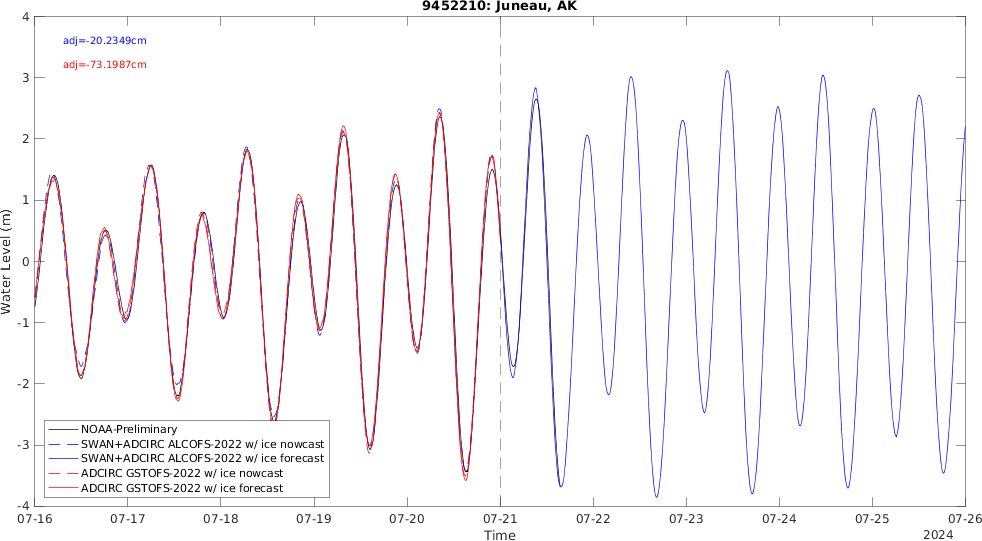 9452210: Juneau, AK
adj=-20.2349cm
adj=-73.1987cm
Water Level (m)
4
3
2
1
0
-1
-2
-3
-4
NOAA-Preliminary
SWAN+ADCIRC ALCOFS-2022 w/ ice nowcast
SWAN+ADCIRC ALCOFS-2022 w/ ice forecast
ADCIRC GSTOFS-2022 w/ ice nowcast
ADCIRC GSTOFS-2022 w/ ice forecast
07-16 07-17 07-18 07-19 07-20 07-21 07-22 07-23 07-24 07-25 07-26
Time
2024